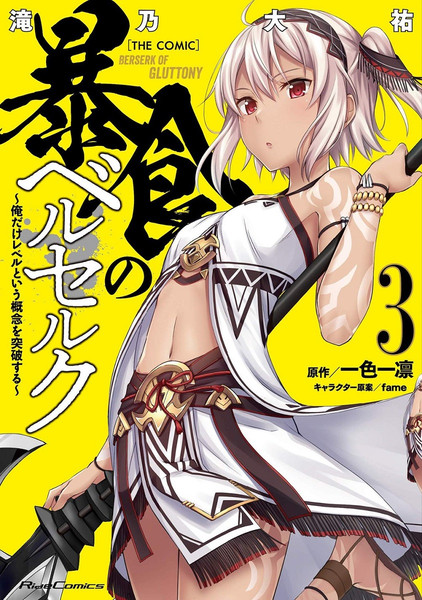 滝乃大祐
[THE COMIC]
BERSERK OF
GLUTTONY
暴食の
ベルセルク
～俺だけレベルという概念を突破する～
3
原作／一色一凛
キャラクター原案／fame
RideComics